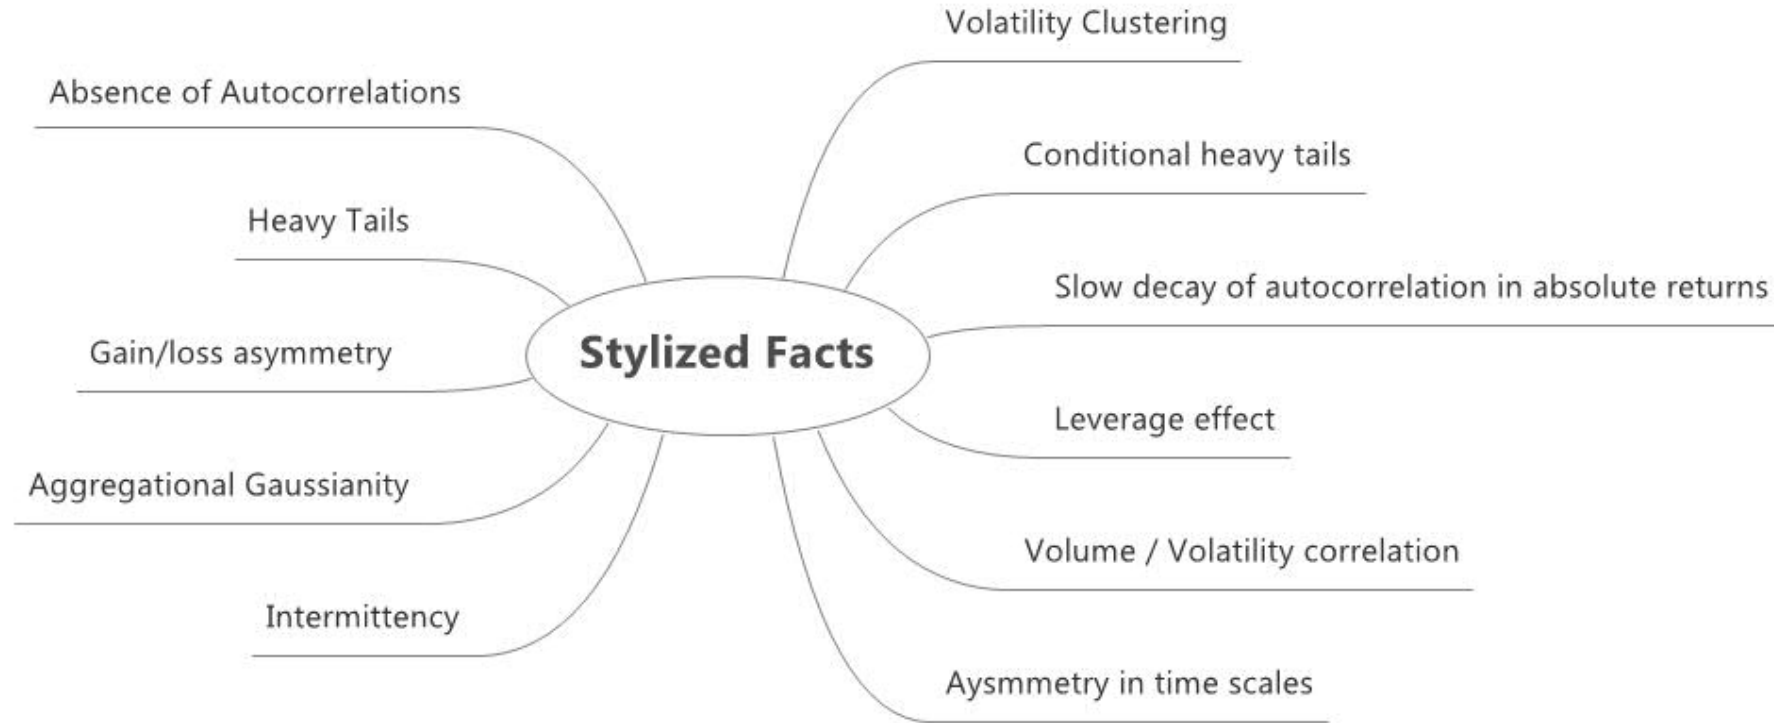 Volatility Clustering
Absence of Autocorrelations
Conditional heavy tails
Heavy Tails
Slow decay of autocorrelation in absolute returns
Stylized Facts
Gain/loss asymmetry
Leverage effect
Aggregational Gaussianity
Volume / Volatility correlation
Intermittency
Aysmmetry in time scales